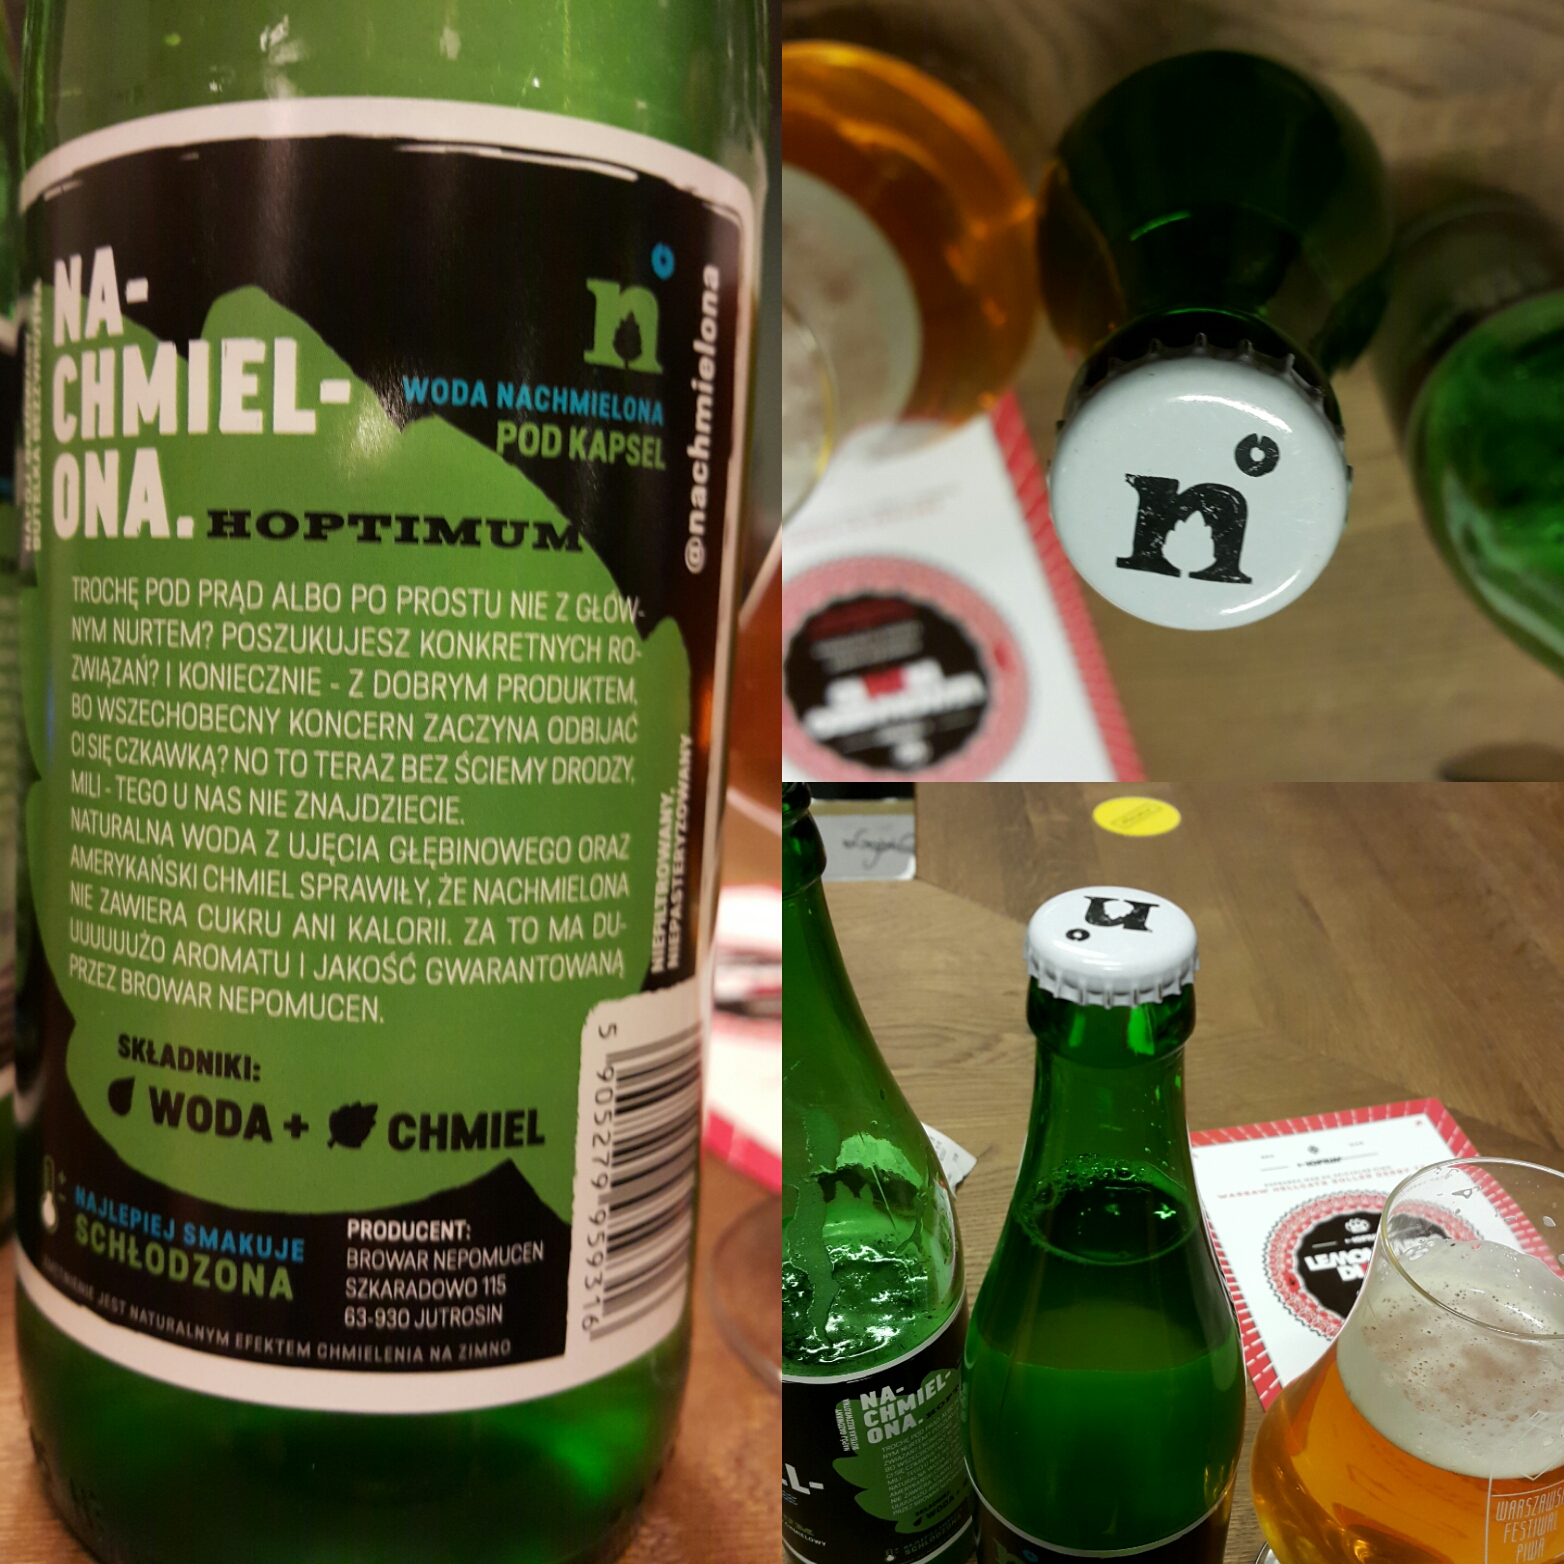 NA-
CHMIEL-
ONA. HOPTIMUM
n°
WODA NACHMIELONA
POD KAPSEL
@nachmielona
TROCHĘ POD PRĄD ALBO PO PROSTU NIE Z GŁÓW-
NYM NURTEM? POSZUKUJESZ KONKRETNYCH RO-
ZWIĄZAŃ? I KONIECZNIE - Z DOBRYM PRODUKTEM,
BO WSZECHOBECNY KONCERN ZACZYNA ODBIJAĆ
CI SIĘ CZKAWKĄ? NO TO TERAZ BEZ ŚCIEMY DRODZY,
MILI - TEGO U NAS NIE ZNAJDZIECIE.
NATURALNA WODA Z UJĘCIA GŁĘBINOWEGO ORAZ
AMERYKAŃSKI CHMIEL SPRAWIŁY, ŻE NACHMIELONA
NIE ZAWIERA CUKRU ANI KALORII. ZA TO MA DU-
UUUUUŻO AROMATU I JAKOŚĆ GWARANTOWANĄ
PRZEZ BROWAR NEPOMUCEN.
NIEFILTROWANY,
NIEPASTERYZOWANY
SKŁADNIKI:
WODA + CHMIEL
NAJLEPIEJ SMAKUJE
SCHŁODZONA
PRODUCENT:
BROWAR NEPOMUCEN
SZKARADOWO 115
63-930 JUTROSIN
5 905279 959316
JEST NATURALNYM EFEKTEM CHMIELENIA NA ZIMNO
n°
n°
NA-
CHMIEL-
ONA.
WARSZAWSKI
FESTIWAL
PIWA